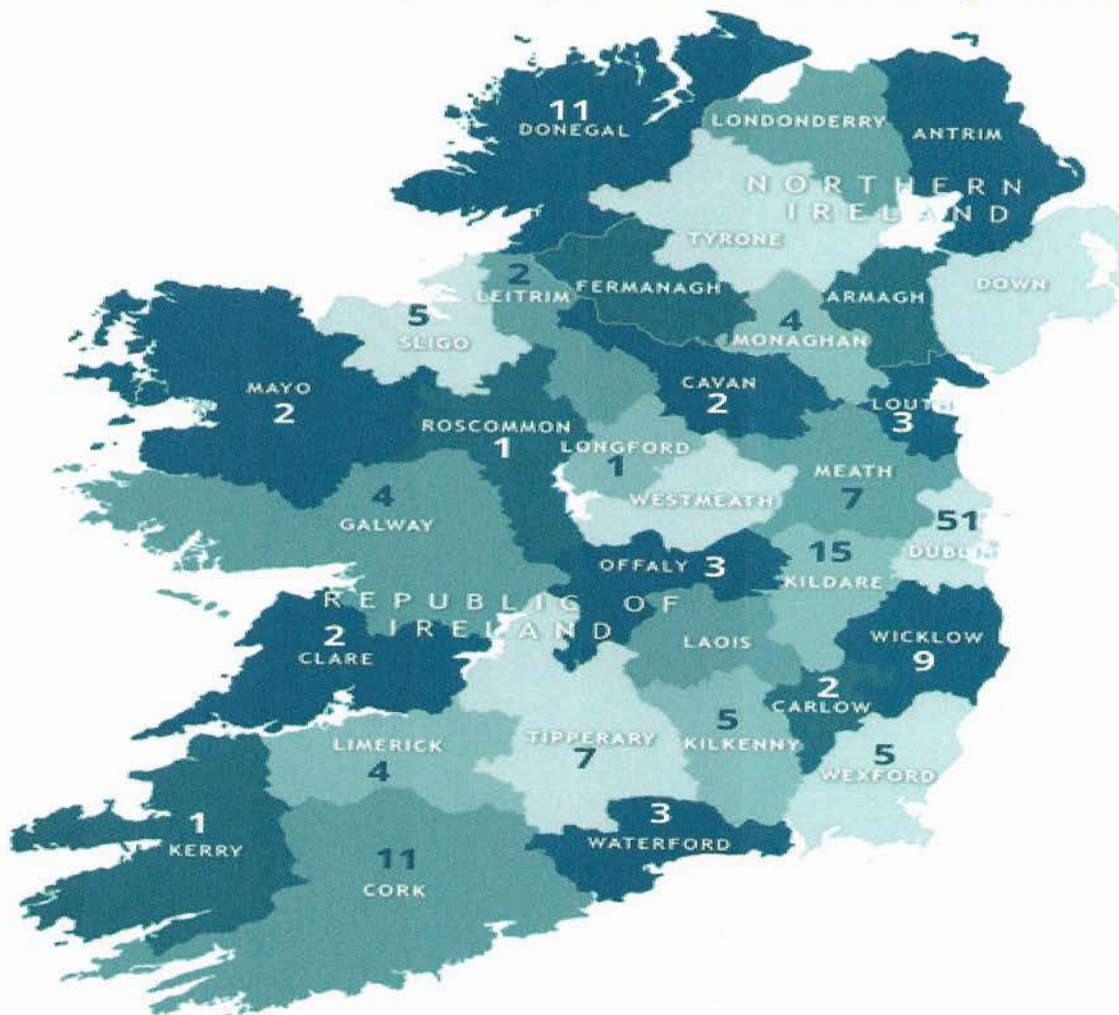 11
DONEGAL
LONDONDERRY
ANTRIM
NORTHERN
IRELAND
TYRONE
2
LEITRIM
FERMANAGH
ARMAGH
DOWN
5
SLIGO
4
MONAGHAN
MAYO
2
CAVAN
2
LOUTH
3
ROSCOMMON
1
LONGFORD
1
MEATH
7
WESTMEATH
4
GALWAY
51
DUBLIN
OFFALY 3
15
KILDARE
REPUBLIC OF
IRELAND
LAOIS
WICKLOW
9
2
CLARE
2
CARLOW
LIMERICK
4
TIPPERARY
7
5
KILKENNY
5
WEXFORD
1
KERRY
3
WATERFORD
11
CORK